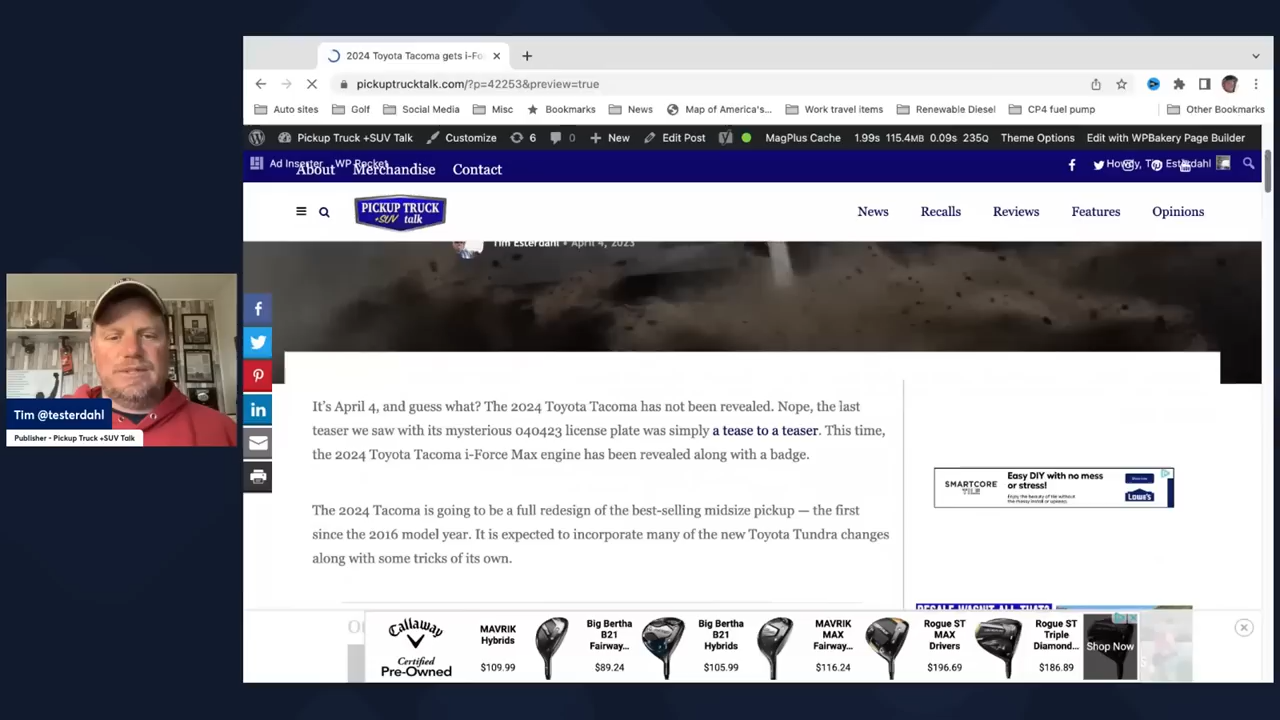 2024 Toyota Tacoma gets i-Fo
pickuptrucktalk.com/?p=42253&preview=true
Auto sites
Golf
Social Media
Misc
Bookmarks
News
Map of America's...
Work travel items
Renewable Diesel
CP4 fuel pump
Other Bookmarks
Pickup Truck +SUV Talk
Customize
6
0
New
Edit Post
MagPlus Cache
1.99s
115.4MB
0.09s
235Q
Theme Options
Edit with WPBakery Page Builder
Ad Inserter
WP Rocket
Howdy, Tim Esterdahl
About
Merchandise
Contact
PICKUP TRUCK
+SUV talk
News
Recalls
Reviews
Features
Opinions
Tim Esterdahl • April 4, 2023
It's April 4, and guess what? The 2024 Toyota Tacoma has not been revealed. Nope, the last
teaser we saw with its mysterious 040423 license plate was simply a tease to a teaser. This time,
the 2024 Toyota Tacoma i-Force Max engine has been revealed along with a badge.
The 2024 Tacoma is going to be a full redesign of the best-selling midsize pickup — the first
since the 2016 model year. It is expected to incorporate many of the new Toyota Tundra changes
along with some tricks of its own.
SMARTCORE
TILE
Easy DIY with no mess
or stress!
LOWE'S
RESALE WASN'T ALL THAT?
Tim @testerdahl
Publisher - Pickup Truck +SUV Talk
Callaway
Certified
Pre-Owned
MAVRIK
Hybrids
$109.99
Big Bertha
B21
Fairway...
$89.24
Big Bertha
B21
Hybrids
$105.99
MAVRIK
MAX
Fairway...
$116.24
Rogue ST
MAX
Drivers
$196.69
Rogue ST
Triple
Diamond...
$186.89
Shop Now